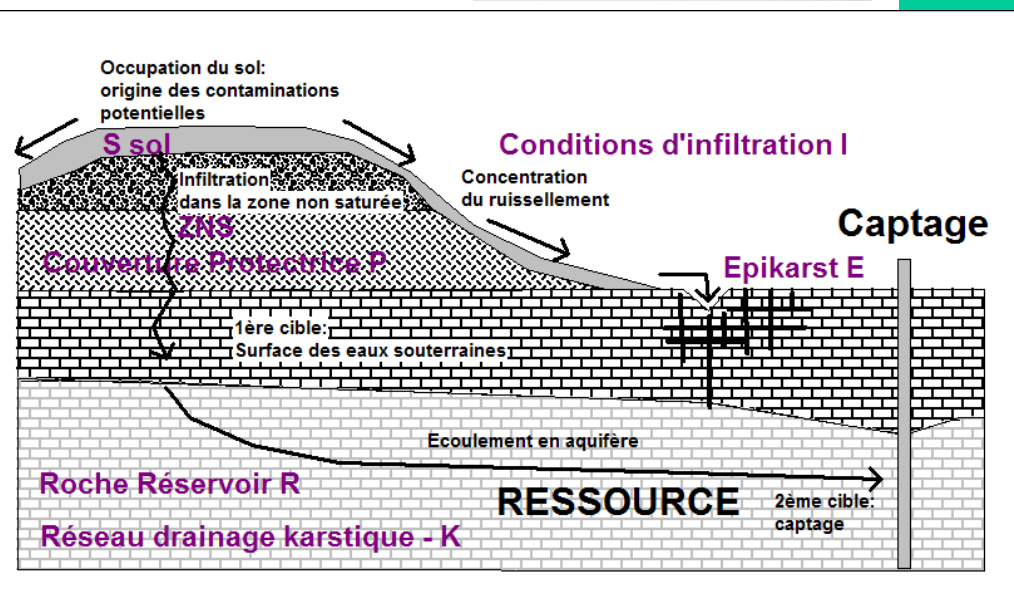 Occupation du sol:
origine des contaminations
potentielles
S sol
Conditions d'infiltration I
Infiltration
dans la zone non saturée
Concentration
du ruissellement
ZNS
Captage
Couverture Protectrice P
Epikarst E
1ère cible:
Surface des eaux souterraines
Ecoulement en aquifère
Roche Réservoir R
RESSOURCE
2ème cible:
captage
Réseau drainage karstique - K